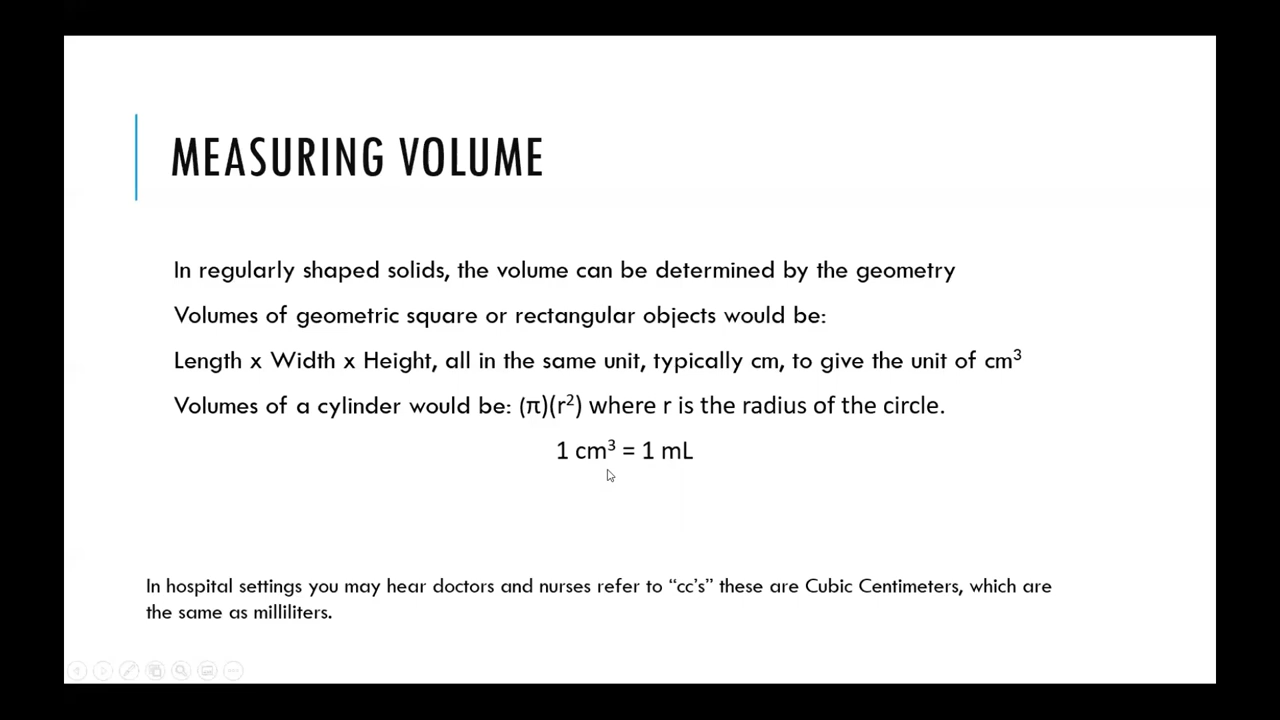 MEASURING VOLUME
In regularly shaped solids, the volume can be determined by the geometry
Volumes of geometric square or rectangular objects would be:
Length x Width x Height, all in the same unit, typically cm, to give the unit of cm³
Volumes of a cylinder would be: (π)(r²) where r is the radius of the circle.
1 cm³ = 1 mL
In hospital settings you may hear doctors and nurses refer to “cc’s” these are Cubic Centimeters, which are
the same as milliliters.